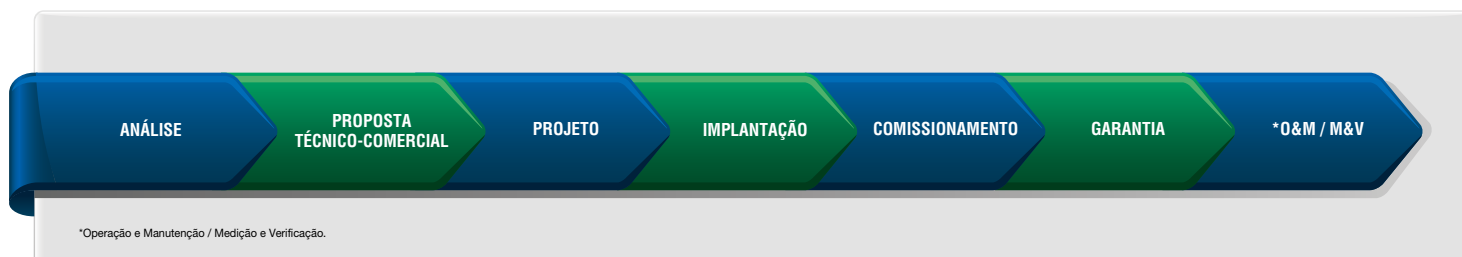 ANÁLISE
PROPOSTA
TÉCNICO-COMERCIAL
PROJETO
IMPLANTAÇÃO
COMISSIONAMENTO
GARANTIA
*O&M / M&V
*Operação e Manutenção / Medição e Verificação.